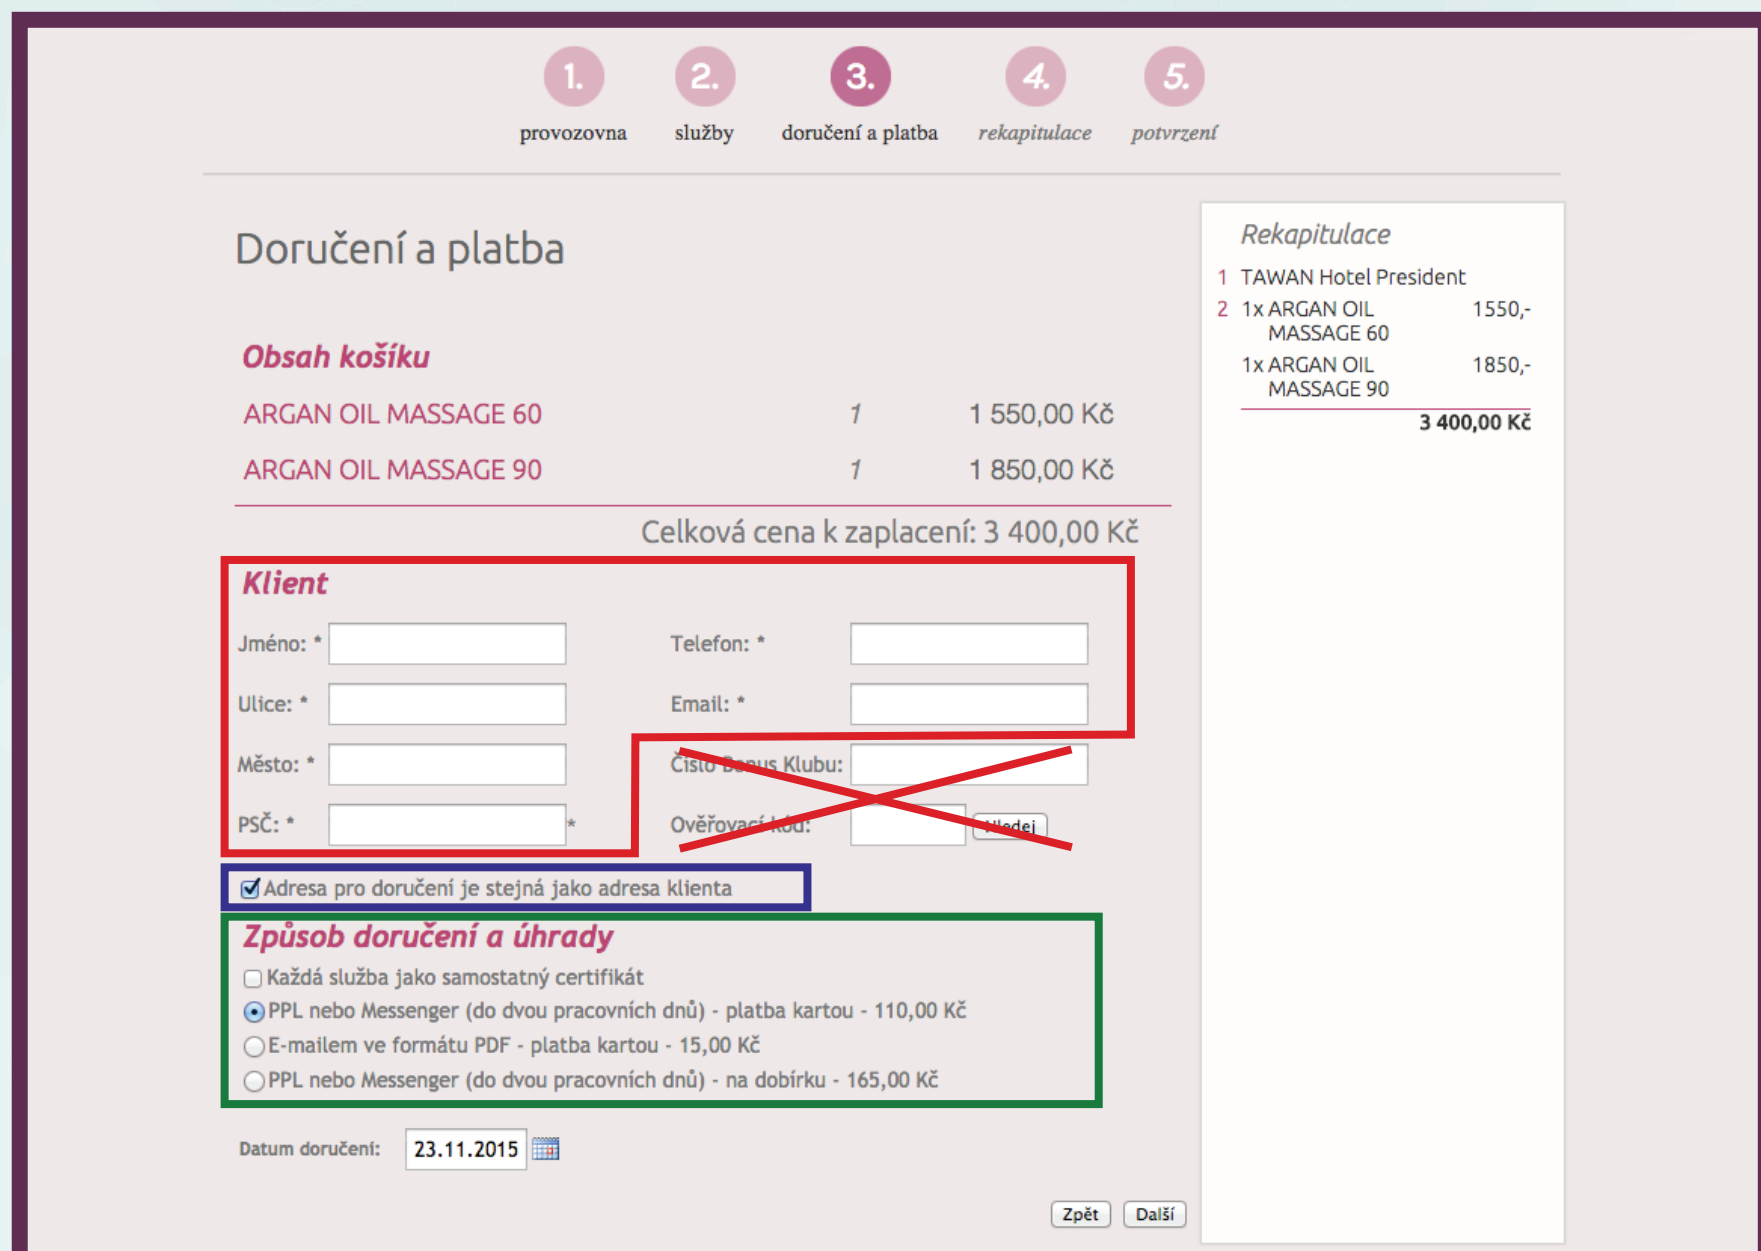 1. 2. 3. 4. 5.
provozovna služby doručení a platba rekapitulace potvrzení
Doručení a platba
Obsah košíku
ARGAN OIL MASSAGE 60 1 1 550,00 Kč
ARGAN OIL MASSAGE 90 1 1 850,00 Kč
Celková cena k zaplacení: 3 400,00 Kč
Klient
Jméno: * Telefon: *
Ulice: * Email: *
Město: * Číslo Bonus Klubu:
PSČ: * * Ověřovací kód: Hledej
Adresa pro doručení je stejná jako adresa klienta
Způsob doručení a úhrady
Každá služba jako samostatný certifikát
PPL nebo Messenger (do dvou pracovních dnů) - platba kartou - 110,00 Kč
E-mailem ve formátu PDF - platba kartou - 15,00 Kč
PPL nebo Messenger (do dvou pracovních dnů) - na dobírku - 165,00 Kč
Datum doručení: 23.11.2015
Zpět Další
Rekapitulace
1 TAWAN Hotel President
2 1x ARGAN OIL 1550,-
MASSAGE 60
1x ARGAN OIL 1850,-
MASSAGE 90
3 400,00 Kč